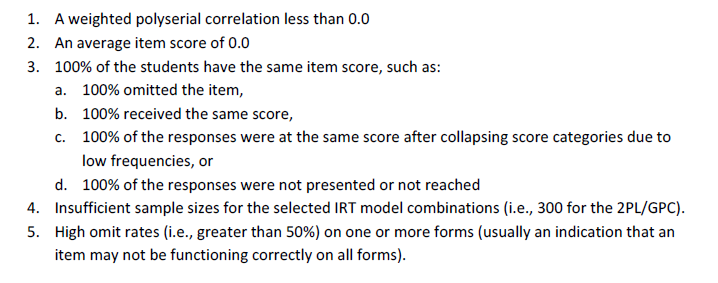 1. A weighted polyserial correlation less than 0.0
2. An average item score of 0.0
3. 100% of the students have the same item score, such as:
a. 100% omitted the item,
b. 100% received the same score,
c. 100% of the responses were at the same score after collapsing score categories due to
low frequencies, or
d. 100% of the responses were not presented or not reached
4. Insufficient sample sizes for the selected IRT model combinations (i.e., 300 for the 2PL/GPC).
5. High omit rates (i.e., greater than 50%) on one or more forms (usually an indication that an
item may not be functioning correctly on all forms).